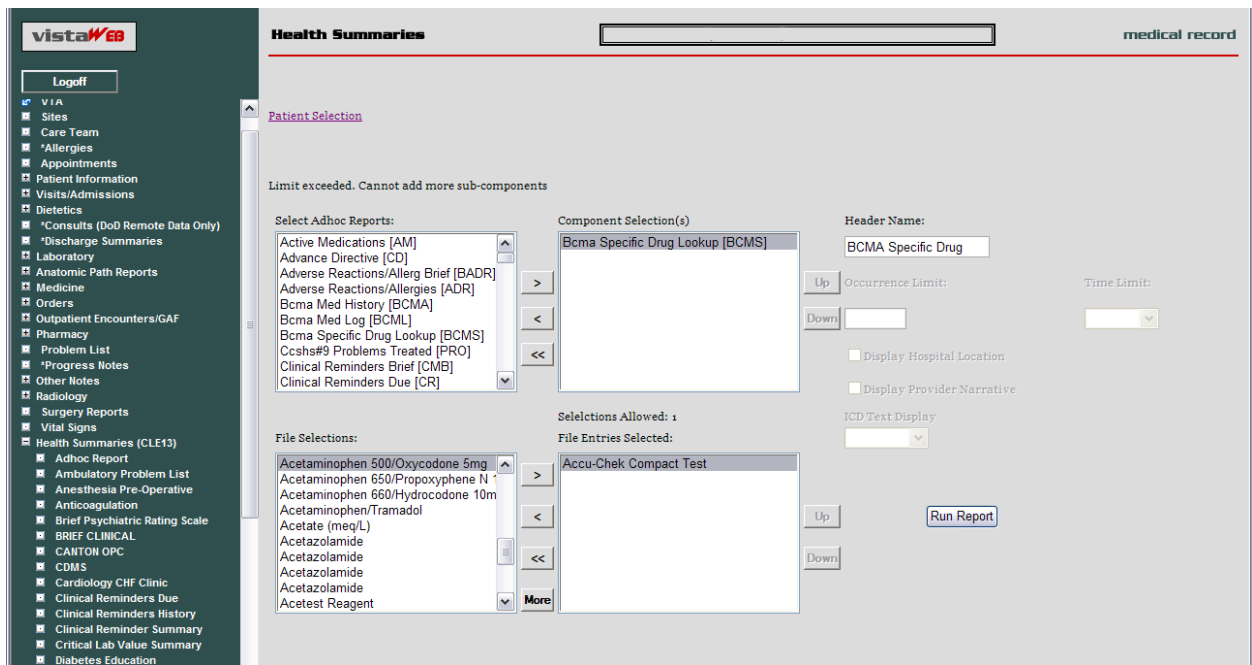 vistaWEB
Health Summaries
medical record
Logoff
VTA
Sites
Care Team
*Allergies
Appointments
Patient Information
Visits/Admissions
Dietetics
*Consults (DoD Remote Data Only)
*Discharge Summaries
Laboratory
Anatomic Path Reports
Medicine
Orders
Outpatient Encounters/GAF
Pharmacy
Problem List
*Progress Notes
Other Notes
Radiology
Surgery Reports
Vital Signs
Health Summaries (CLE13)
Adhoc Report
Ambulatory Problem List
Anesthesia Pre-Operative
Anticoagulation
Brief Psychiatric Rating Scale
BRIEF CLINICAL
CANTON OPC
CDMS
Cardiology CHF Clinic
Clinical Reminders Due
Clinical Reminders History
Clinical Reminder Summary
Critical Lab Value Summary
Diabetes Education
Patient Selection
Limit exceeded. Cannot add more sub-components
Select Adhoc Reports:
Active Medications [AM]
Advance Directive [CD]
Adverse Reactions/Allerg Brief [BADR]
Adverse Reactions/Allergies [ADR]
Bcma Med History [BCMA]
Bcma Med Log [BCML]
Bcma Specific Drug Lookup [BCMS]
Ccshs#9 Problems Treated [PRO]
Clinical Reminders Brief [CMB]
Clinical Reminders Due [CR]
>
<
<<
Component Selection(s)
Bcma Specific Drug Lookup [BCMS]
Up
Down
Header Name:
BCMA Specific Drug
Occurrence Limit:
Time Limit:
Display Hospital Location
Display Provider Narrative
ICD Text Display
File Selections:
Acetaminophen 500/Oxycodone 5mg
Acetaminophen 650/Propoxyphene N 1
Acetaminophen 660/Hydrocodone 10m
Acetaminophen/Tramadol
Acetate (meq/L)
Acetazolamide
Acetazolamide
Acetazolamide
Acetazolamide
Acetest Reagent
>
<
<<
More
Selelctions Allowed: 1
File Entries Selected:
Accu-Chek Compact Test
Up
Down
Run Report